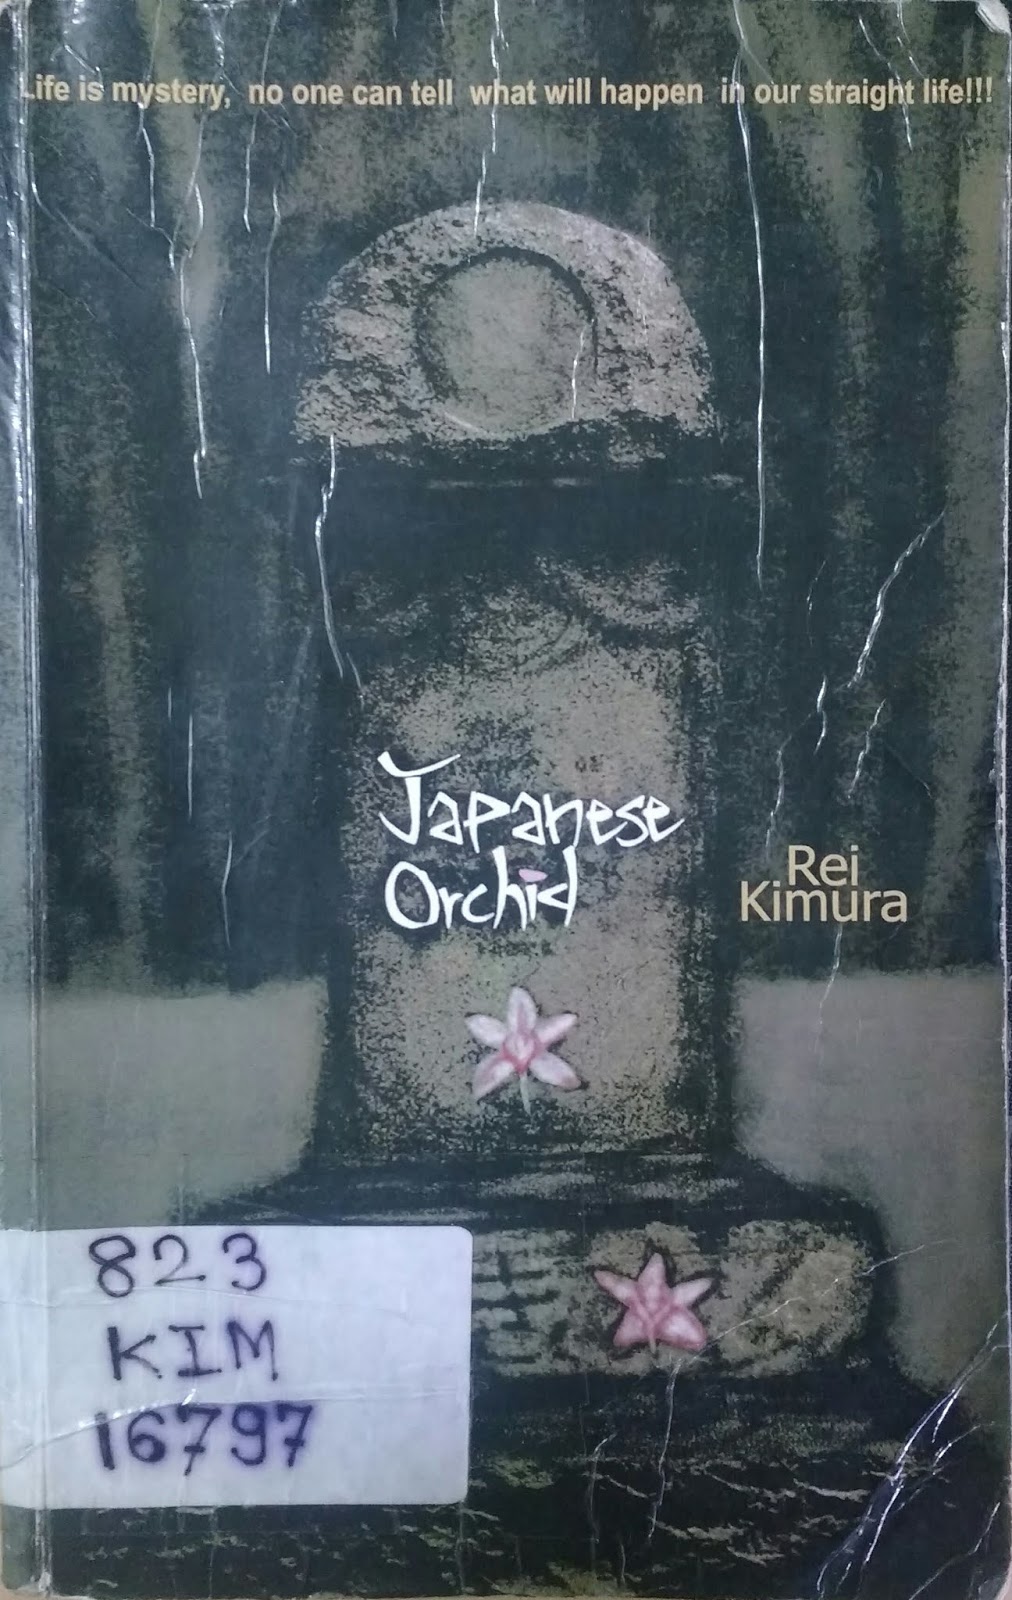 Life is mystery, no one can tell what will happen in our straight life!!!
Japanese
Orchid
Rei
Kimura
823
KIM
16797